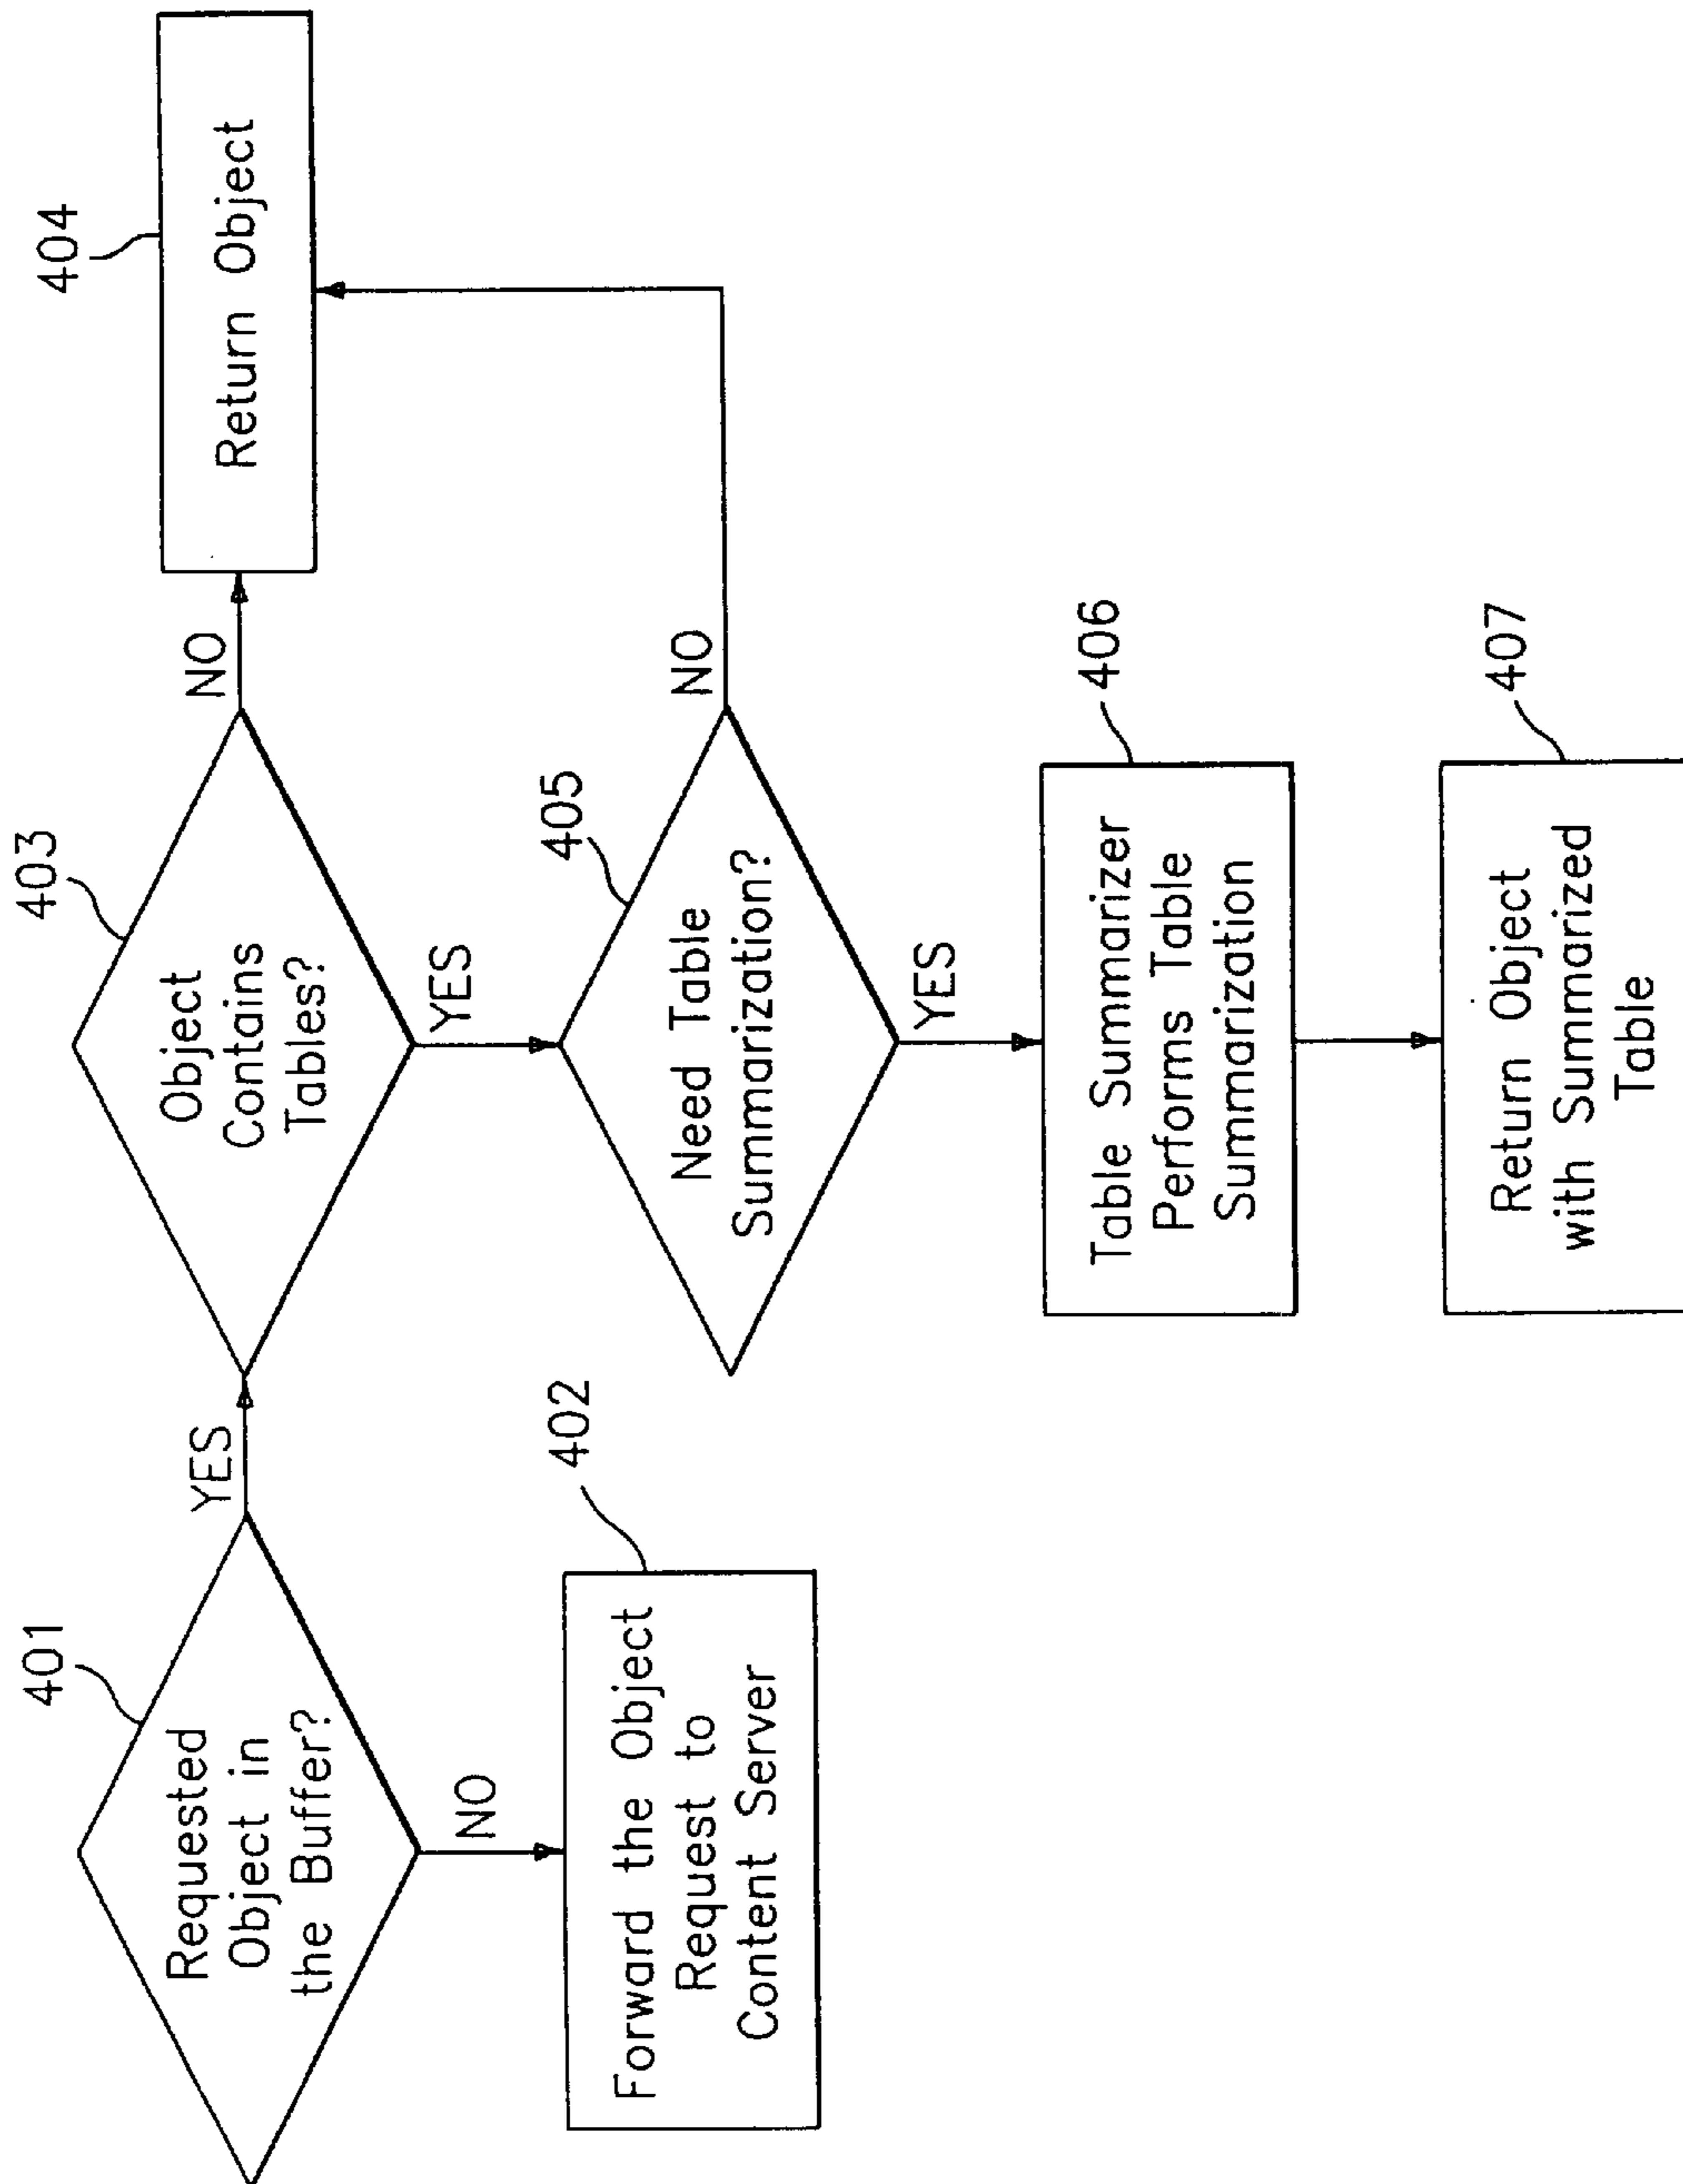 401
Requested
Object in
the Buffer?
YES
NO
402
Forward the Object
Request to
Content Server
403
Object
Contains
Tables?
NO
YES
404
Return Object
405
Need Table
Summarization?
NO
YES
406
Table Summarizer
Performs Table
Summarization
407
Return Object
with Summarized
Table